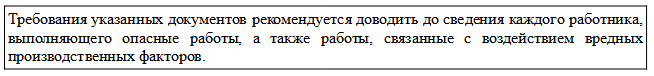 Требования указанных документов рекомендуется доводить до сведения каждого работника,
выполняющего опасные работы, а также работы, связанные с воздействием вредных
производственных факторов.